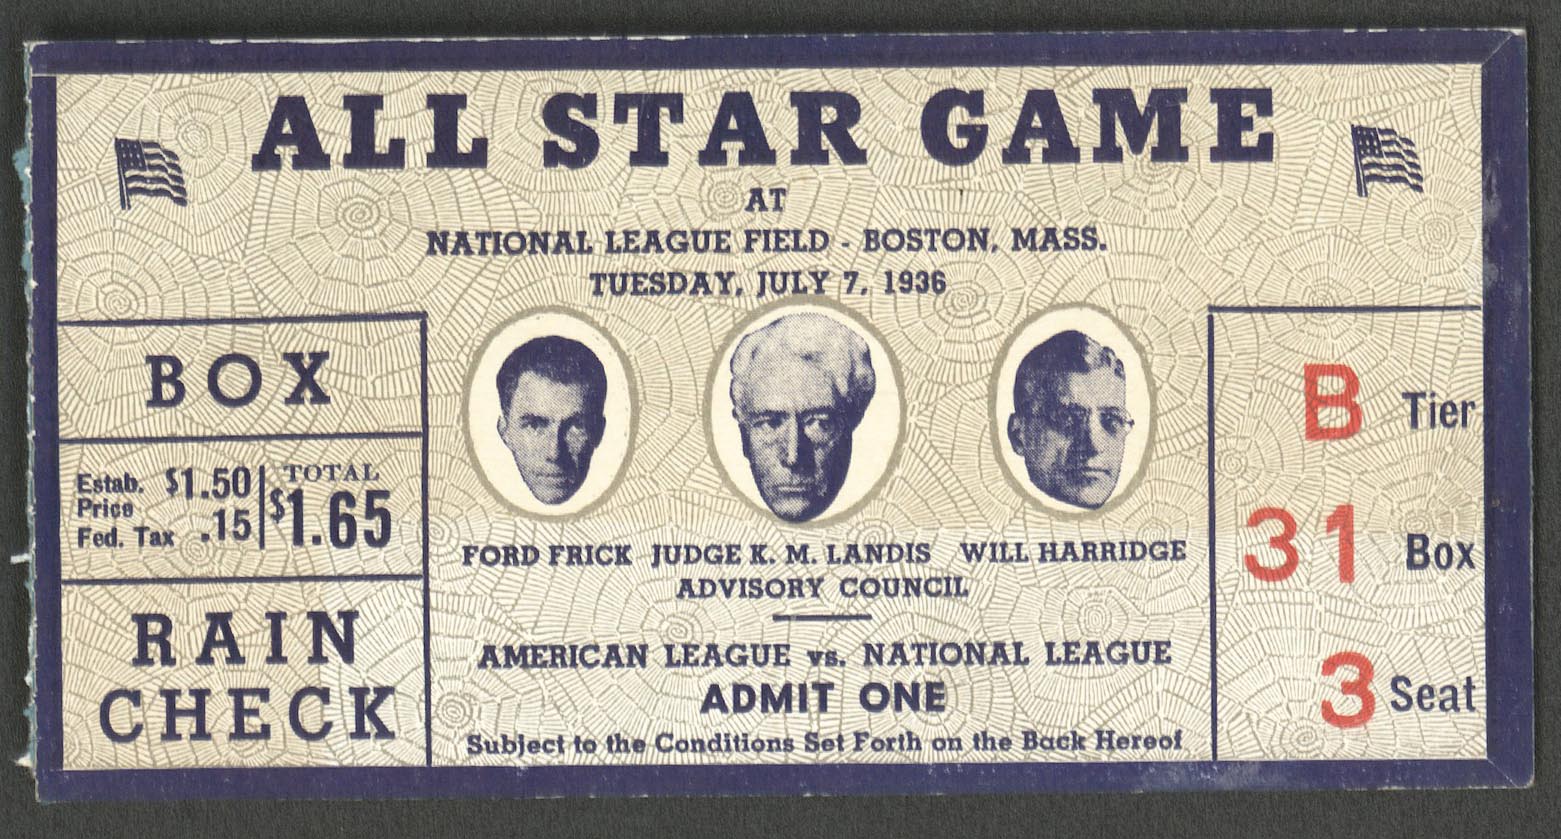 ALL STAR GAME
AT
NATIONAL LEAGUE FIELD - BOSTON, MASS.
TUESDAY, JULY 7, 1936
BOX
Estab. Price $1.50
Fed. Tax .15
TOTAL
$1.65
RAIN
CHECK
FORD FRICK JUDGE K. M. LANDIS WILL HARRIDGE
ADVISORY COUNCIL
AMERICAN LEAGUE vs. NATIONAL LEAGUE
ADMIT ONE
Subject to the Conditions Set Forth on the Back Hereof
B Tier
31 Box
3 Seat